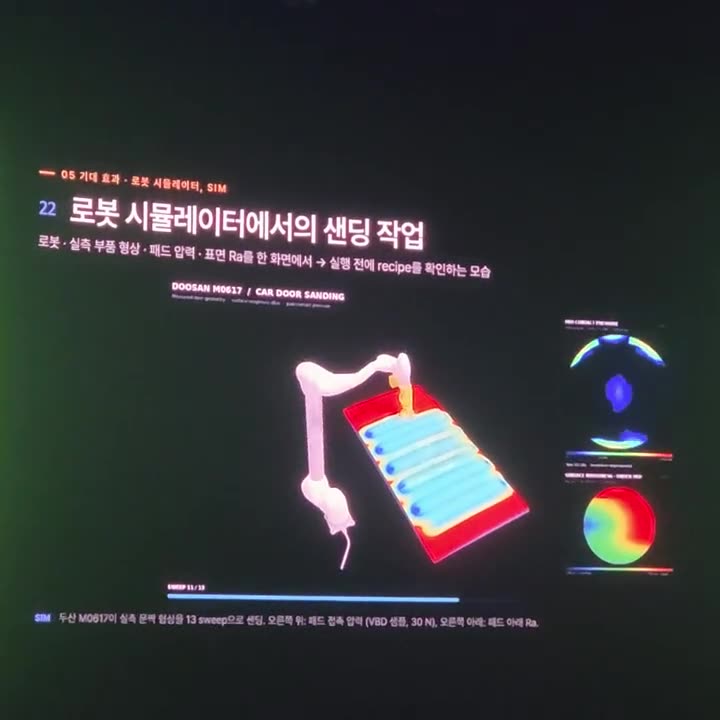 05 기대 효과 · 로봇 시뮬레이터, SIM
22 로봇 시뮬레이터에서의 샌딩 작업
로봇 · 실측 부품 형상 · 패드 압력 · 표면 Ra를 한 화면에서 → 실행 전에 recipe를 확인하는 모습
DOOSAN M0617 / CAR DOOR SANDING
PAD CONTACT PRESSURE
SWEEP 11/13
SIM 두산 M0617이 실측 문짝 형상을 13 sweep으로 샌딩. 오른쪽 위: 패드 접촉 압력 (VBD 샘플, 30 N), 오른쪽 아래: 패드 아래 Ra.